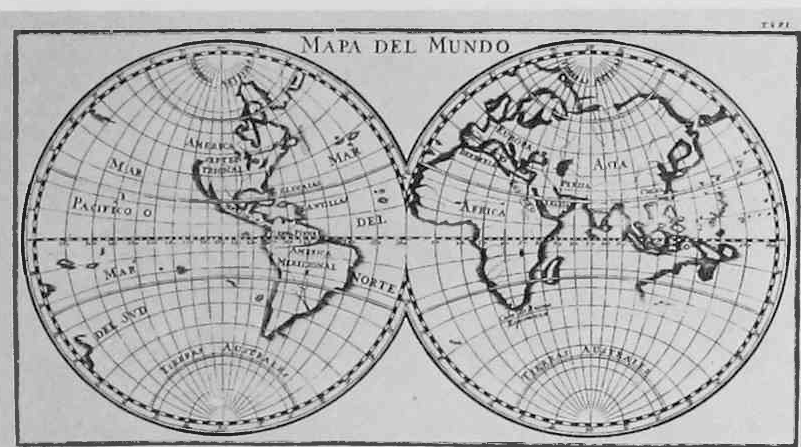 MAPA DEL MUNDO
AMERICA
SEPTEN
TRIONAL
MAR
MAR
PACIFICO
ANTILLAS
DEL
AMERICA
MERIDIONAL
NORTE
MAR
DEL SUD
TIERRAS AUSTRALES
EUROPA
ASIA
PERSIA
AFRICA
TIERRAS AUSTRALES